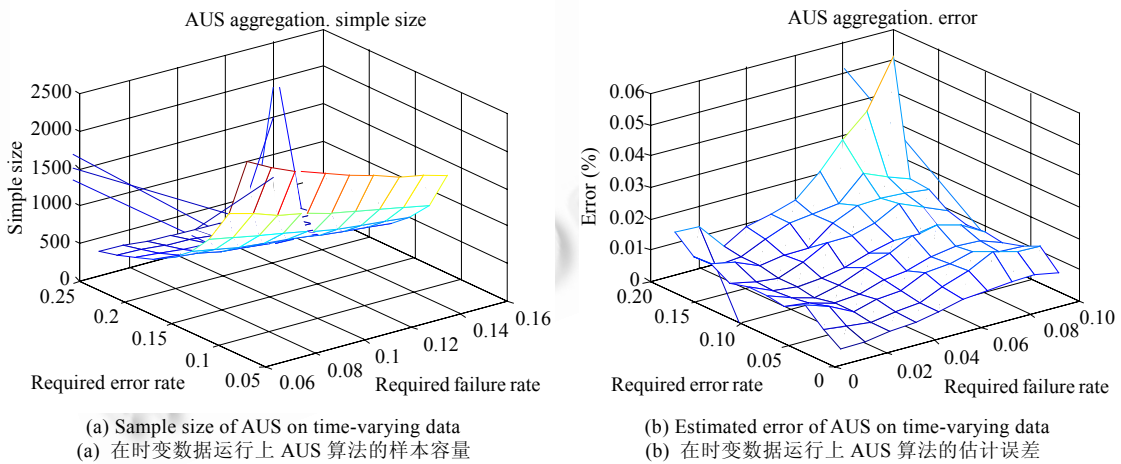 AUS aggregation. simple size
2500
2000
1500
1000
500
0
Simple size
0.25
0.2
0.15
0.1
0.05
Required error rate
0.06
0.08
0.1
0.12
0.14
0.16
Required failure rate
(a) Sample size of AUS on time-varying data
(a) 在时变数据运行上 AUS 算法的样本容量
AUS aggregation. error
0.06
0.05
0.04
0.03
0.02
0.01
0
Error (%)
0.20
0.15
0.10
0.05
0
Required error rate
0
0.02
0.04
0.06
0.08
0.10
Required failure rate
(b) Estimated error of AUS on time-varying data
(b) 在时变数据运行上 AUS 算法的估计误差